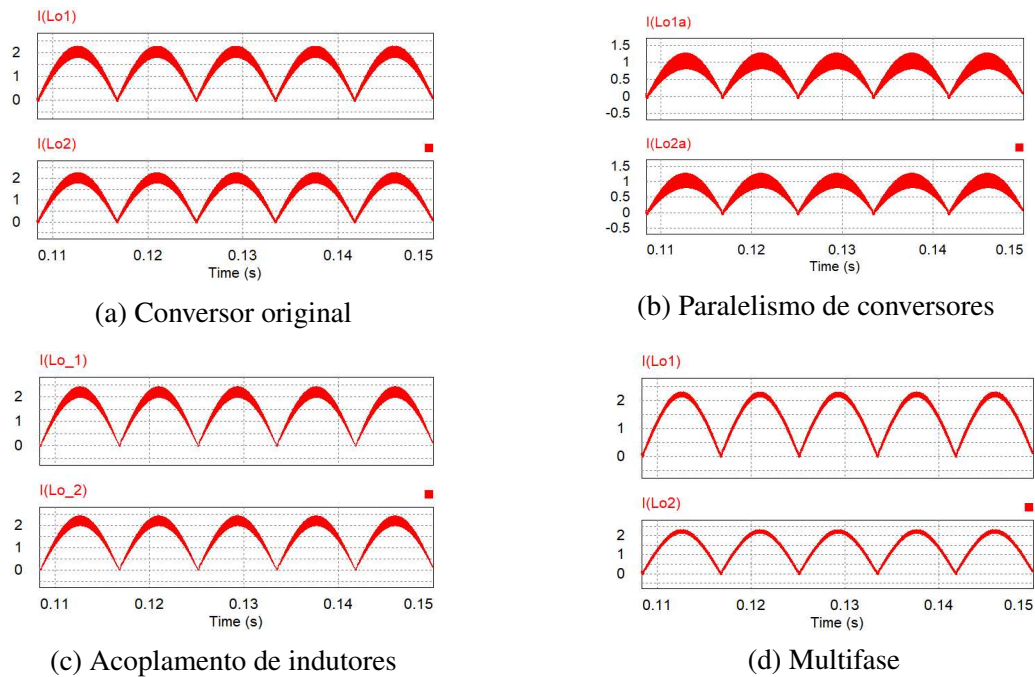 I(Lo1)
2
1
0
I(Lo2)
2
1
0
0.11 0.12 0.13 0.14 0.15
Time (s)
(a) Conversor original
I(Lo1a)
1.5
1
0.5
0
-0.5
I(Lo2a)
1.5
1
0.5
0
-0.5
0.11 0.12 0.13 0.14 0.15
Time (s)
(b) Paralelismo de conversores
I(Lo_1)
2
1
0
I(Lo_2)
2
1
0
0.11 0.12 0.13 0.14 0.15
Time (s)
(c) Acoplamento de indutores
I(Lo1)
2
1
0
I(Lo2)
2
1
0
0.11 0.12 0.13 0.14 0.15
Time (s)
(d) Multifase